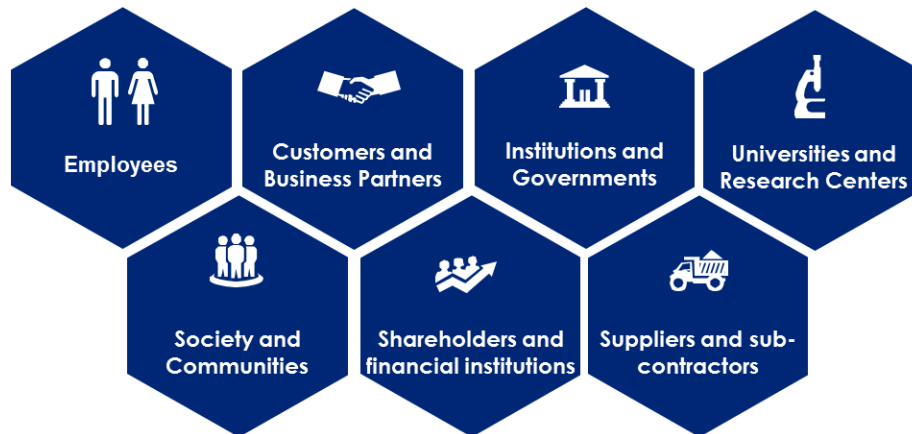 Employees
Customers and
Business Partners
Institutions and
Governments
Universities and
Research Centers
Society and
Communities
Shareholders and
financial institutions
Suppliers and sub-
contractors